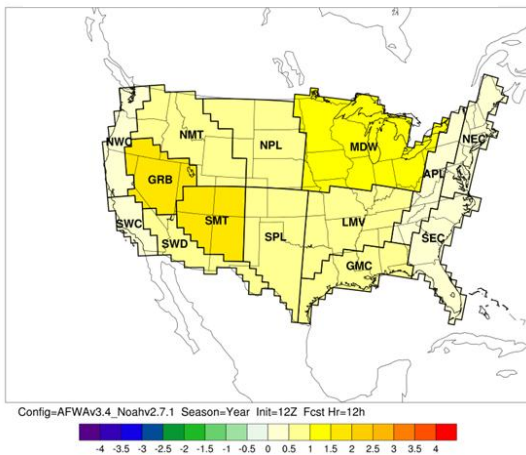 NWC
NMT
NPL
MDW
NEC
APL
GRB
SMT
LMV
SWC
SWD
SPL
SEC
GMC
Config=AFWAv3.4_Noahv2.7.1 Season=Year Init=12Z Fcst Hr=12h
-4 -3.5 -3 -2.5 -2 -1.5 -1 -0.5 0 0.5 1 1.5 2 2.5 3 3.5 4